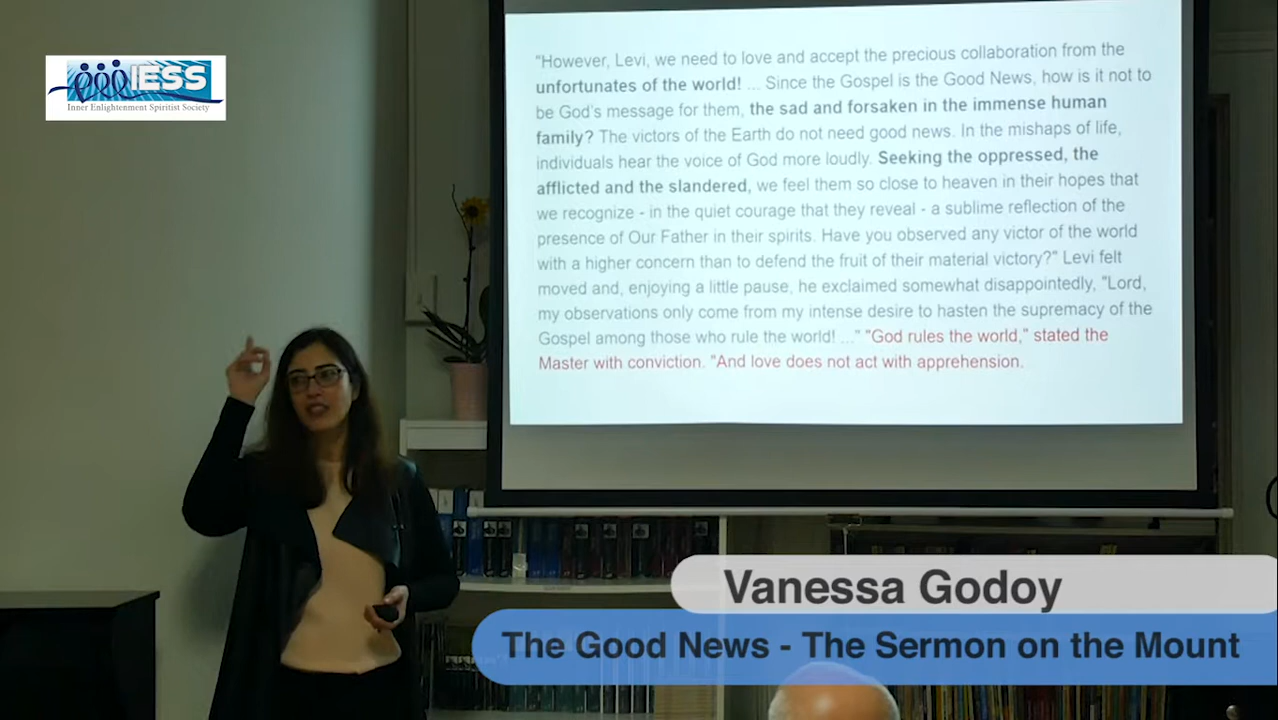 IESS
Inner Enlightenment Spiritist Society
"However, Levi, we need to love and accept the precious collaboration from the
unfortunates of the world! ... Since the Gospel is the Good News, how is it not to
be God's message for them, the sad and forsaken in the immense human
family? The victors of the Earth do not need good news. In the mishaps of life,
individuals hear the voice of God more loudly. Seeking the oppressed, the
afflicted and the slandered, we feel them so close to heaven in their hopes that
we recognize - in the quiet courage that they reveal - a sublime reflection of the
presence of Our Father in their spirits. Have you observed any victor of the world
with a higher concern than to defend the fruit of their material victory?" Levi felt
moved and, enjoying a little pause, he exclaimed somewhat disappointedly, "Lord,
my observations only come from my intense desire to hasten the supremacy of the
Gospel among those who rule the world! ..." "God rules the world," stated the
Master with conviction. "And love does not act with apprehension.
Vanessa Godoy
The Good News - The Sermon on the Mount